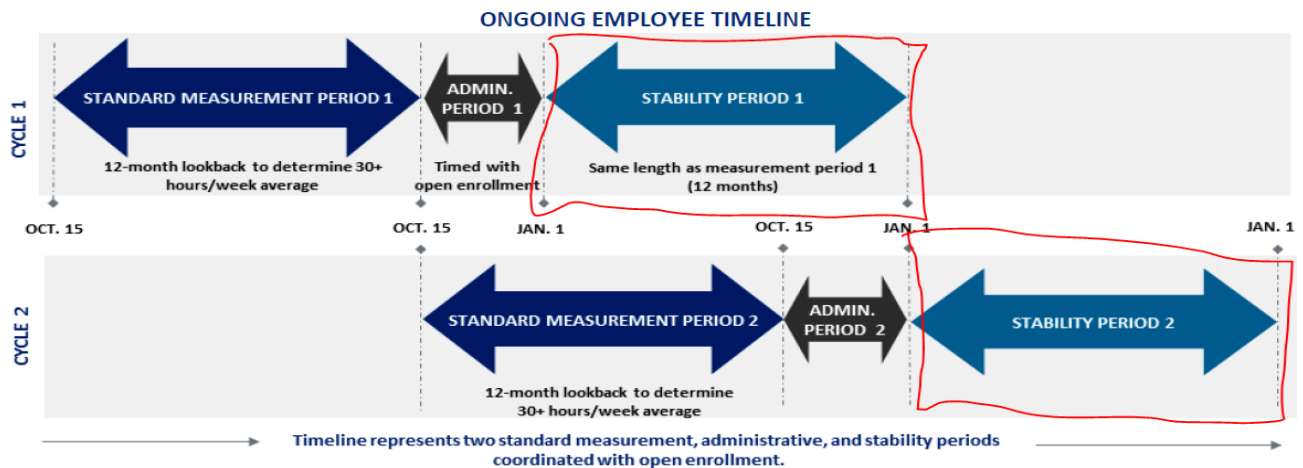 ONGOING EMPLOYEE TIMELINE
CYCLE 1
STANDARD MEASUREMENT PERIOD 1
ADMIN.
PERIOD 1
STABILITY PERIOD 1
12-month lookback to determine 30+
hours/week average
Timed with
open enrollment
Same length as measurement period 1
(12 months)
OCT. 15
OCT. 15
JAN. 1
OCT. 15
JAN. 1
JAN. 1
CYCLE 2
STANDARD MEASUREMENT PERIOD 2
ADMIN.
PERIOD 2
STABILITY PERIOD 2
12-month lookback to determine
30+ hours/week average
Timeline represents two standard measurement, administrative, and stability periods
coordinated with open enrollment.